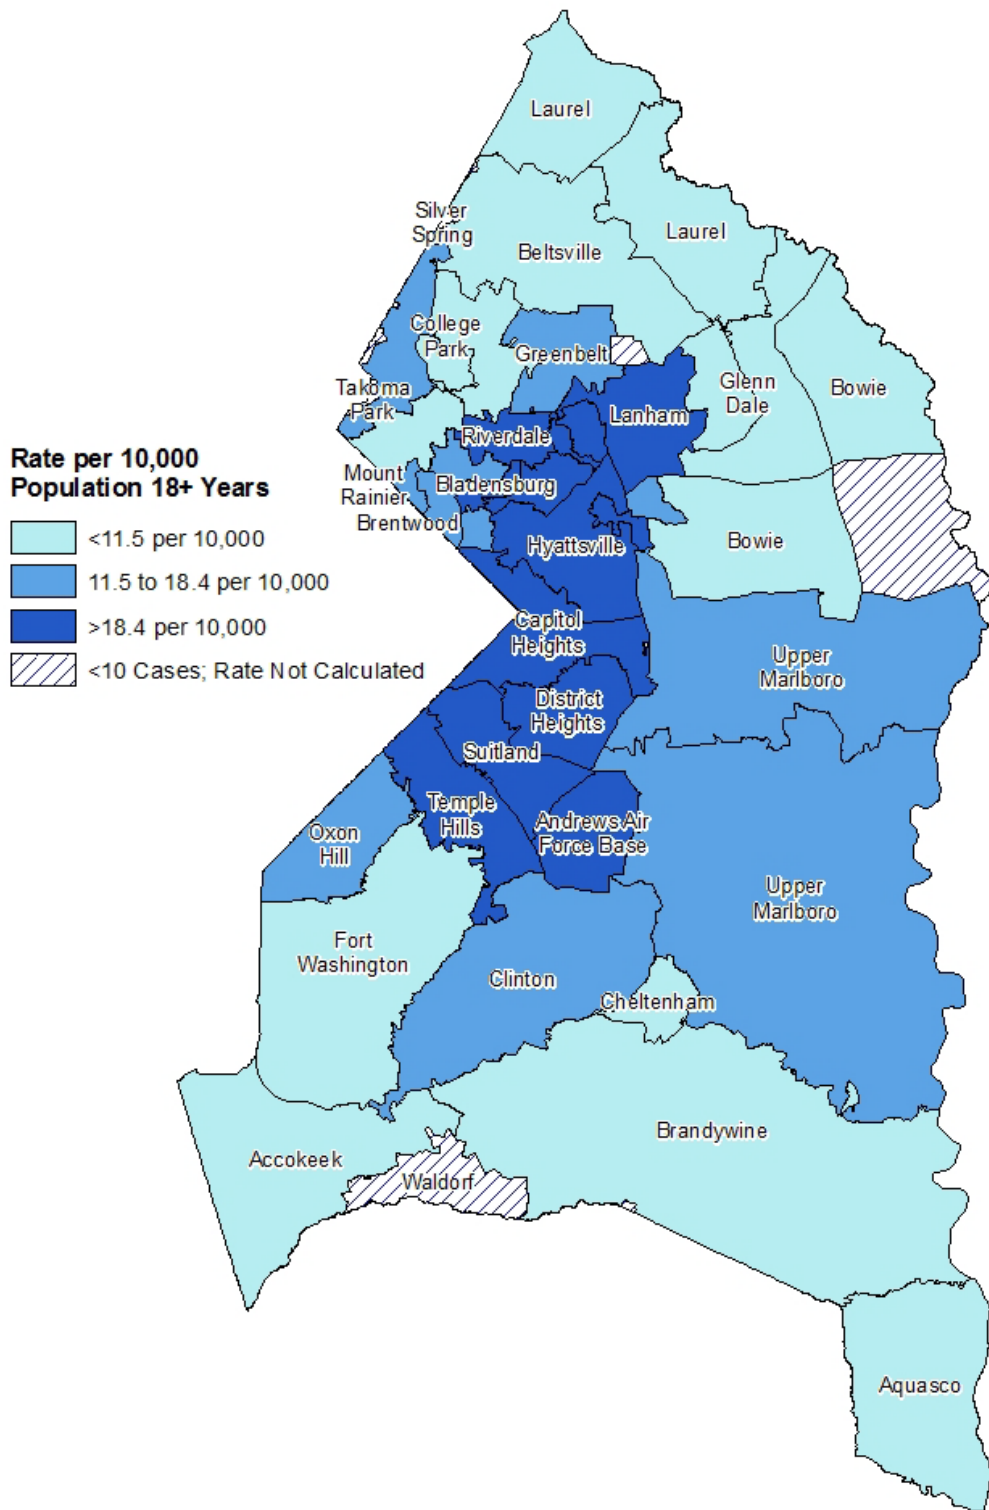 Laurel
Silver
Spring
Laurel
Beltsville
College
Park
Greenbelt
Takoma
Park
Lanham
Glenn
Dale
Bowie
Riverdale
Rate per 10,000
Population 18+ Years
<11.5 per 10,000
11.5 to 18.4 per 10,000
>18.4 per 10,000
<10 Cases; Rate Not Calculated
Mount
Rainier
Bladensburg
Brentwood
Hyattsville
Bowie
Capitol
Heights
Upper
Marlboro
District
Heights
Suitland
Temple
Hills
Andrews Air
Force Base
Oxon
Hill
Upper
Marlboro
Fort
Washington
Clinton
Cheltenham
Brandywine
Accokeek
Waldorf
Aquasco